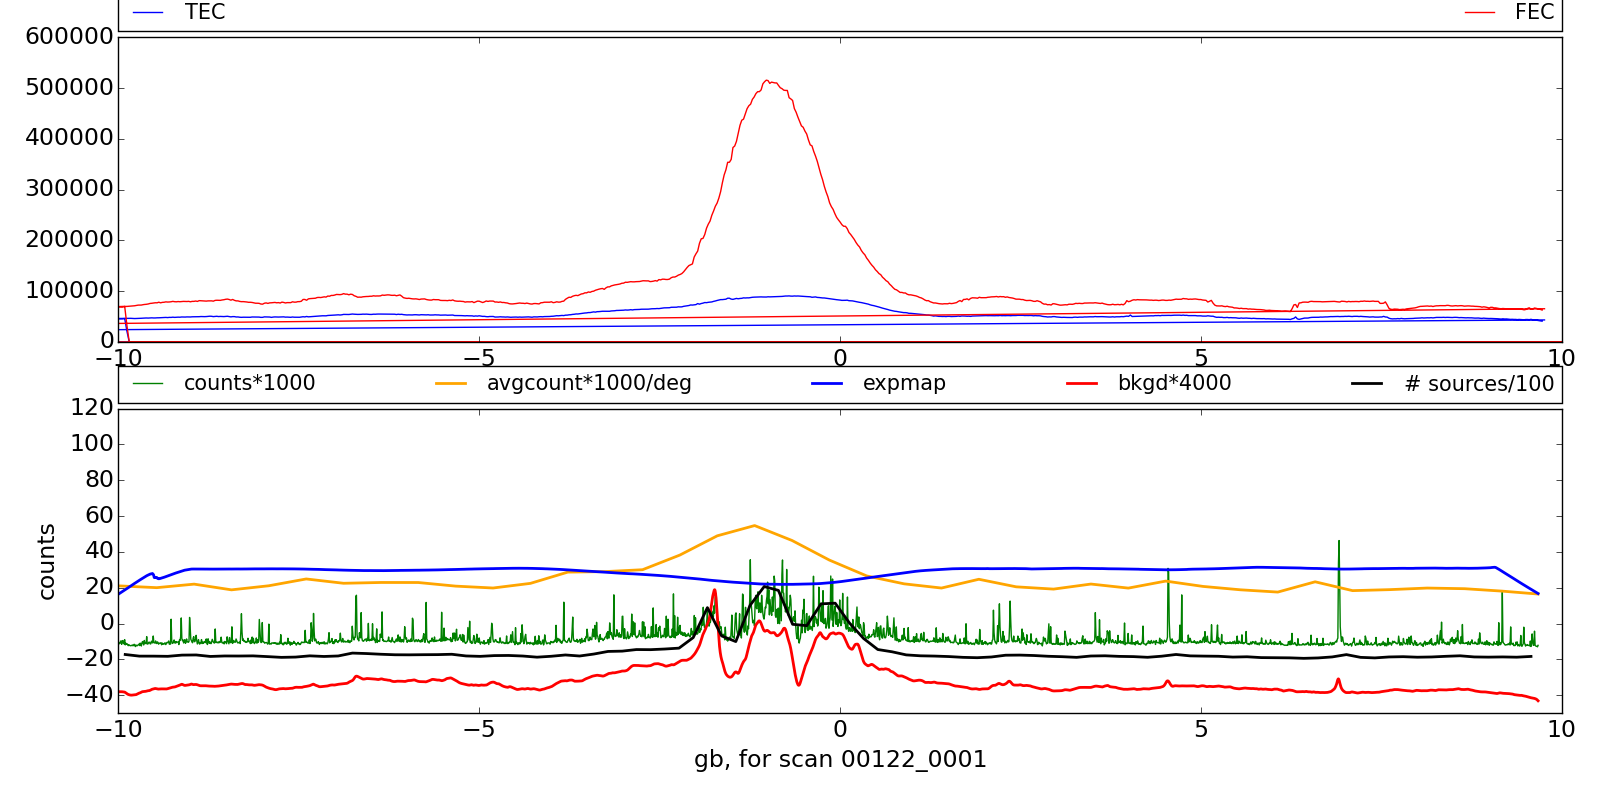 TEC FEC
600000
500000
400000
300000
200000
100000
0
−10 −5 0 5 10
counts*1000 avgcount*1000/deg expmap bkgd*4000 # sources/100
120
100
80
60
40
20
0
−20
−40
counts
−10 −5 0 5 10
gb, for scan 00122_0001